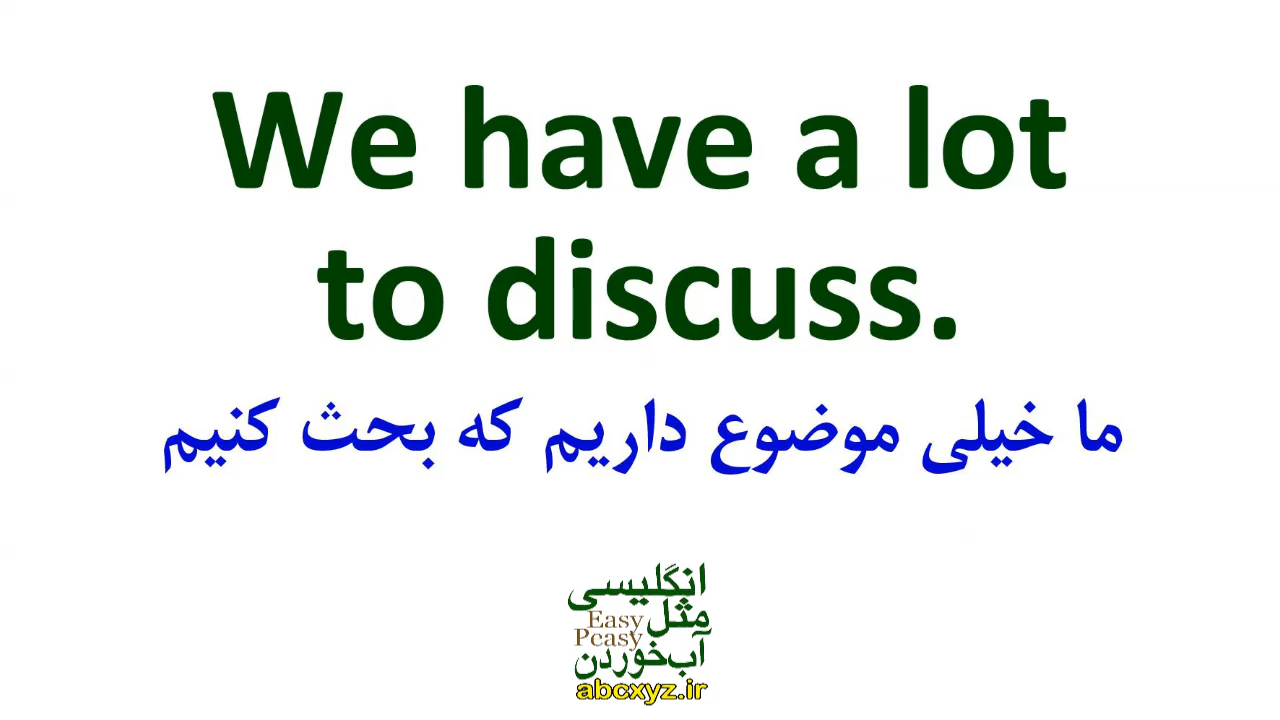 We have a lot
to discuss.
ما خیلی موضوع داریم که بحث کنیم
انگلیسی
مثل
Easy
Peasy
آب‌خوردن
abcxyz.ir